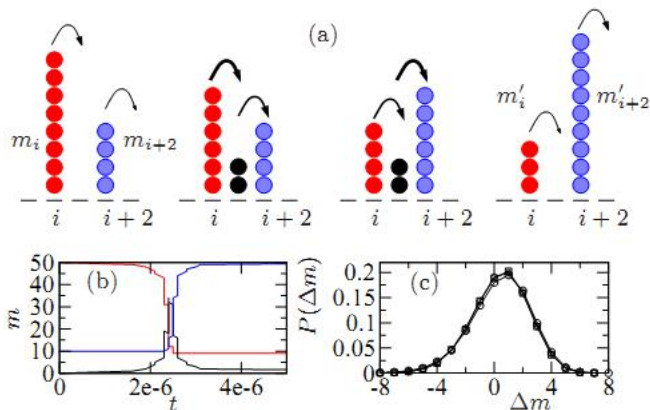 (a)
m_i m_{i+2} m'_i m'_{i+2}
i i + 2 i i + 2 i i + 2 i i + 2
(b)
m
50
40
30
20
10
0
0 2e-6 4e-6
t
(c)
P(Δm)
0.2
0.15
0.1
0.05
0
-8 -4 0 4 8
Δm